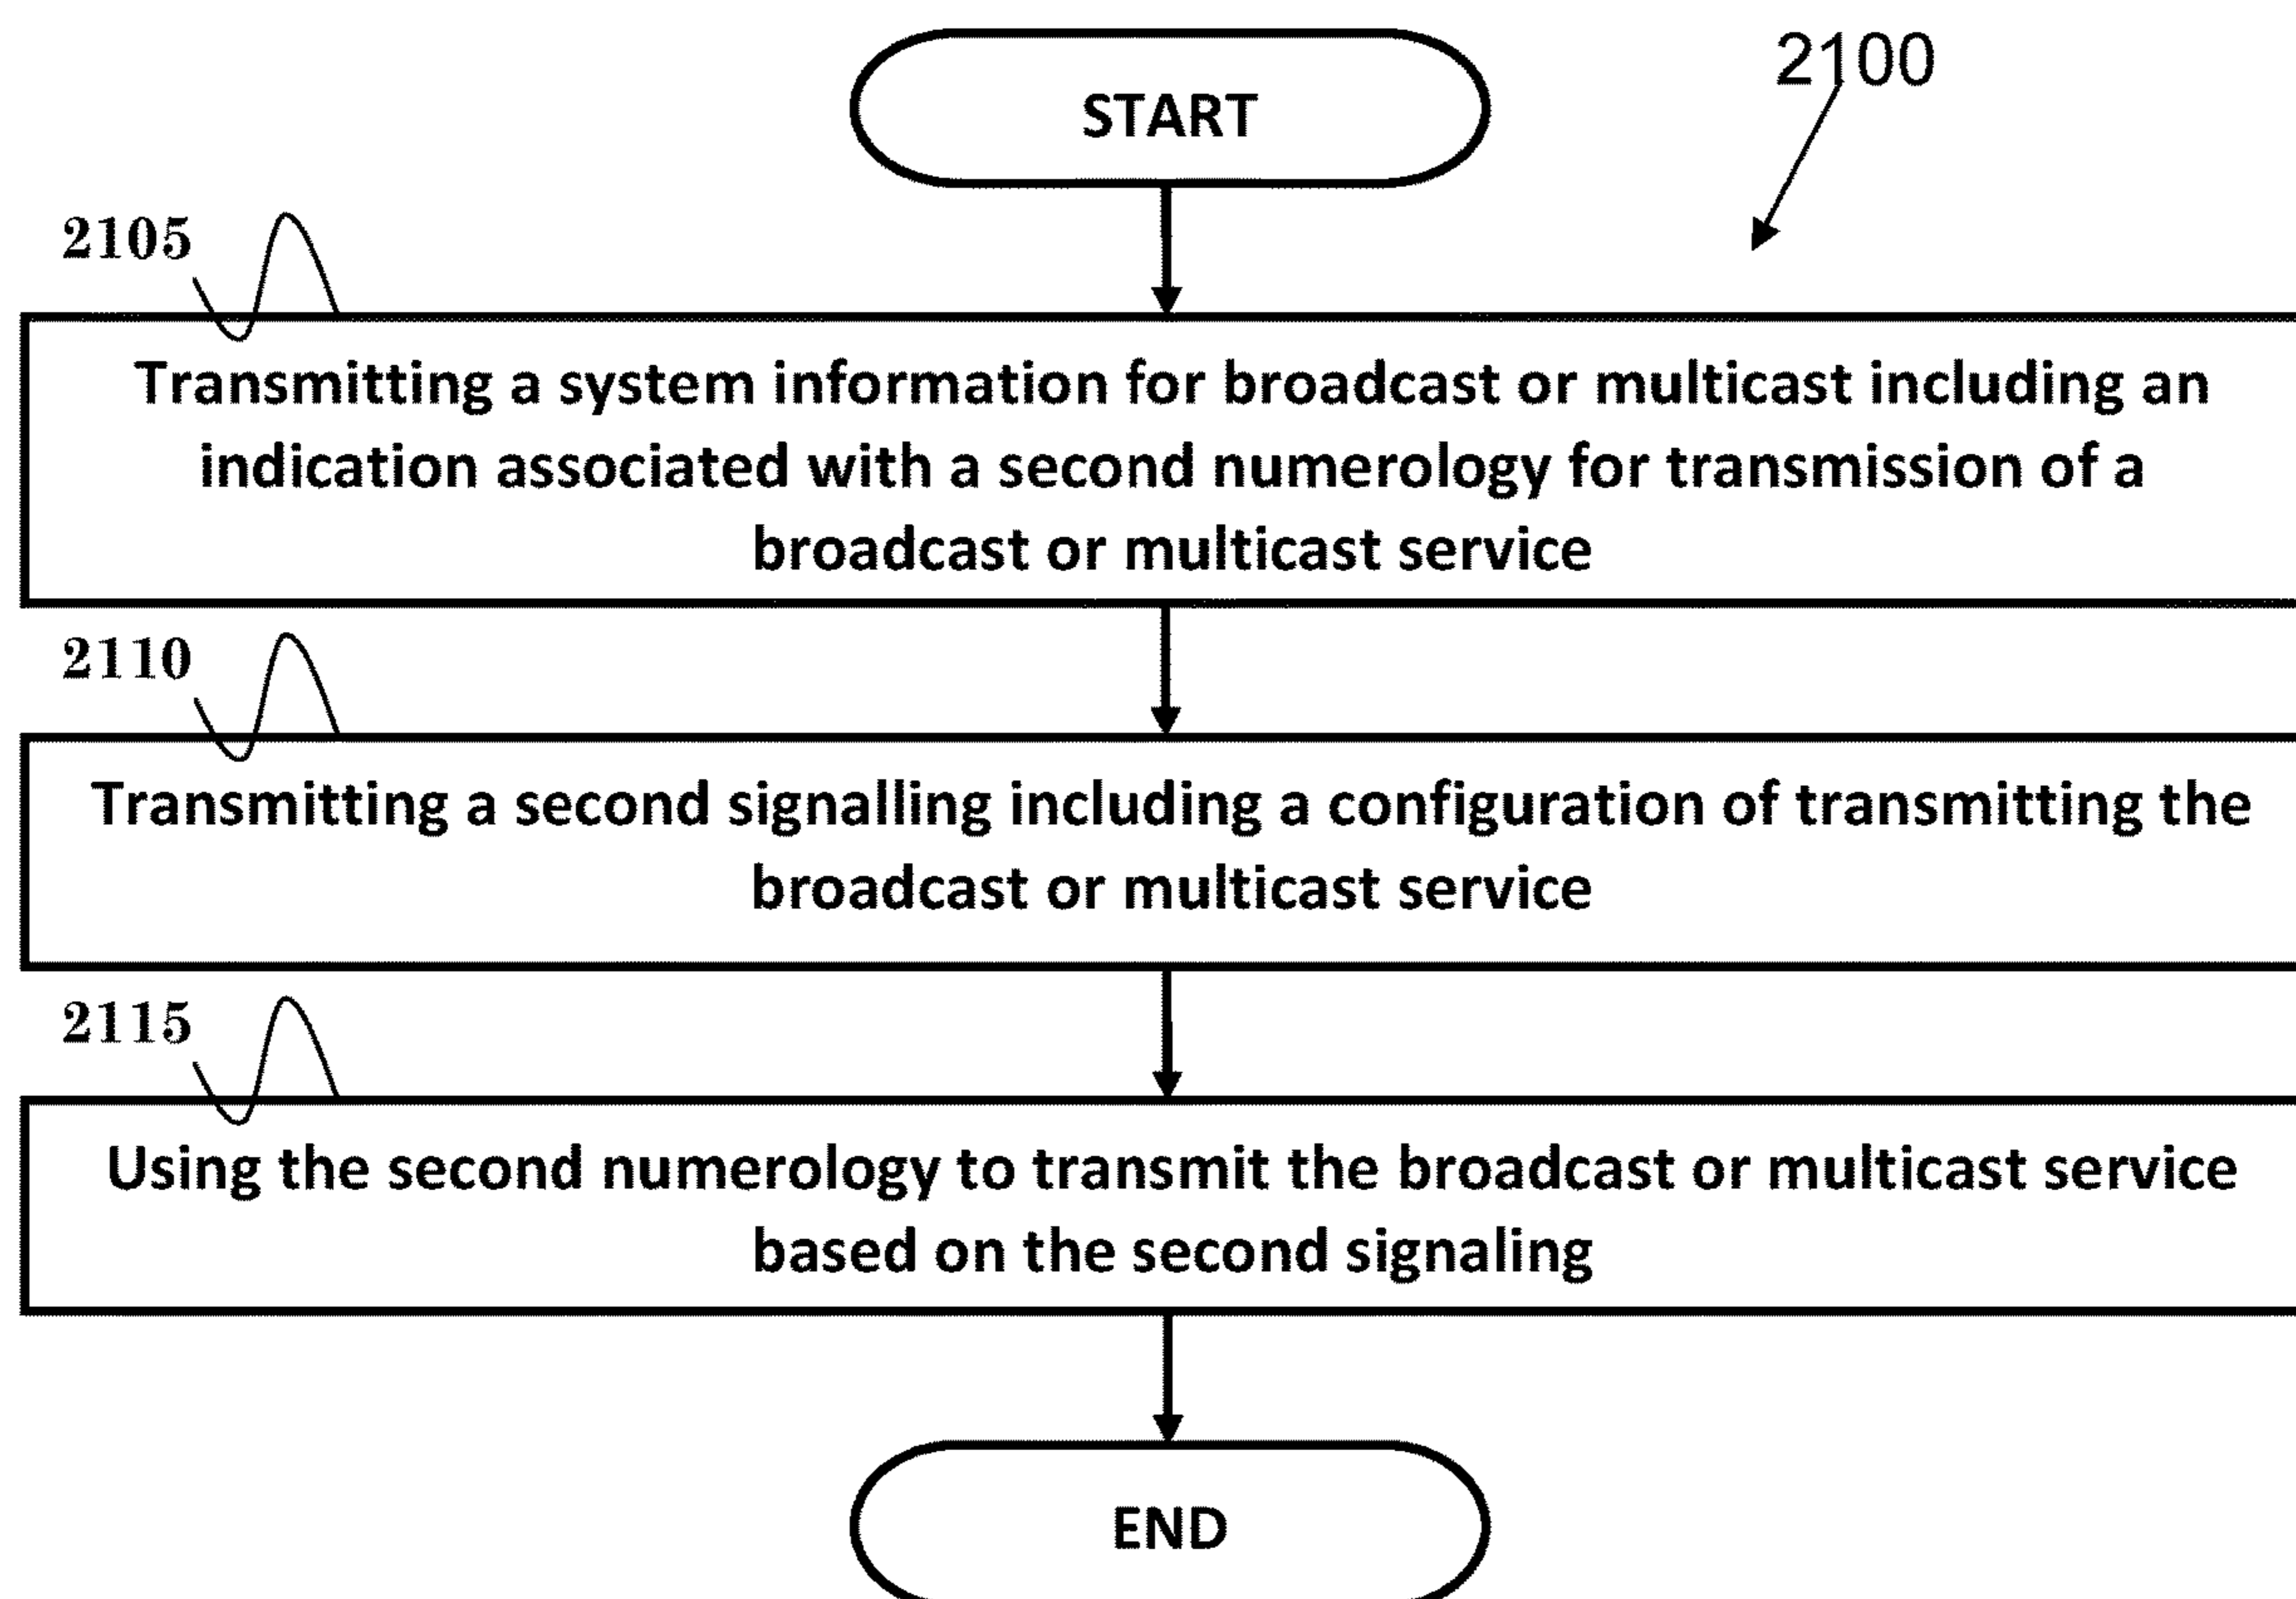 START
2100
2105
Transmitting a system information for broadcast or multicast including an
indication associated with a second numerology for transmission of a
broadcast or multicast service
2110
Transmitting a second signalling including a configuration of transmitting the
broadcast or multicast service
2115
Using the second numerology to transmit the broadcast or multicast service
based on the second signaling
END